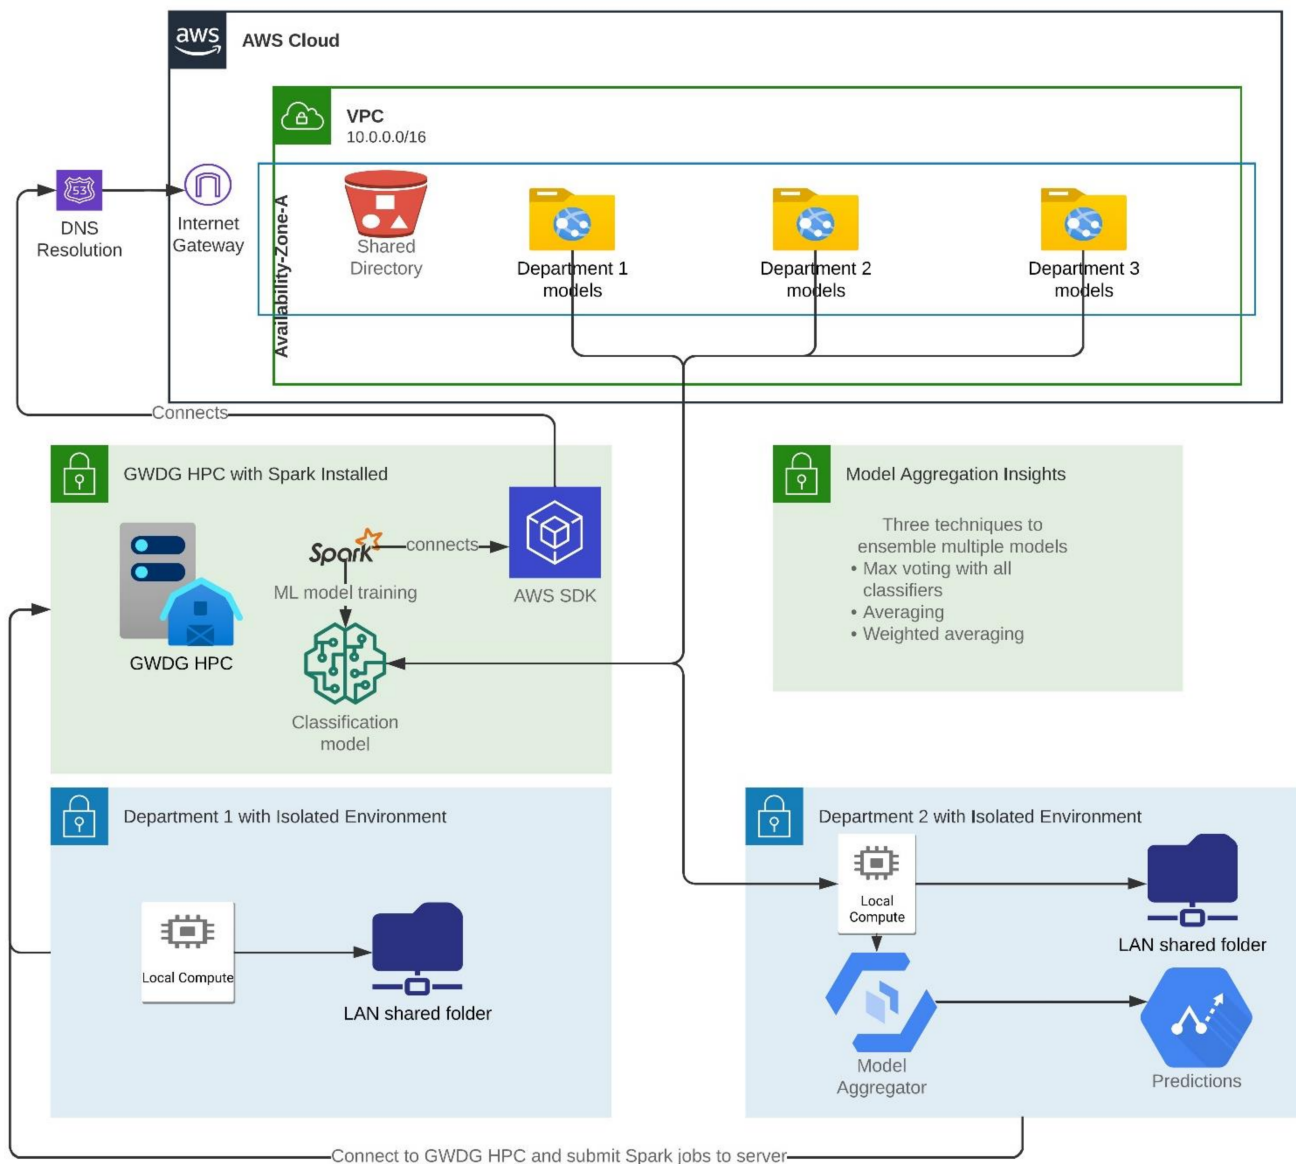 aws
AWS Cloud
VPC
10.0.0.0/16
Availability-Zone-A
53
DNS
Resolution
Internet
Gateway
Shared
Directory
Department 1
models
Department 2
models
Department 3
models
Connects
GWDG HPC with Spark Installed
Spark
connects
AWS SDK
ML model training
GWDG HPC
Classification
model
Model Aggregation Insights
Three techniques to
ensemble multiple models
• Max voting with all
classifiers
• Averaging
• Weighted averaging
Department 1 with Isolated Environment
Local Compute
LAN shared folder
Department 2 with Isolated Environment
Local
Compute
LAN shared folder
Model
Aggregator
Predictions
Connect to GWDG HPC and submit Spark jobs to server